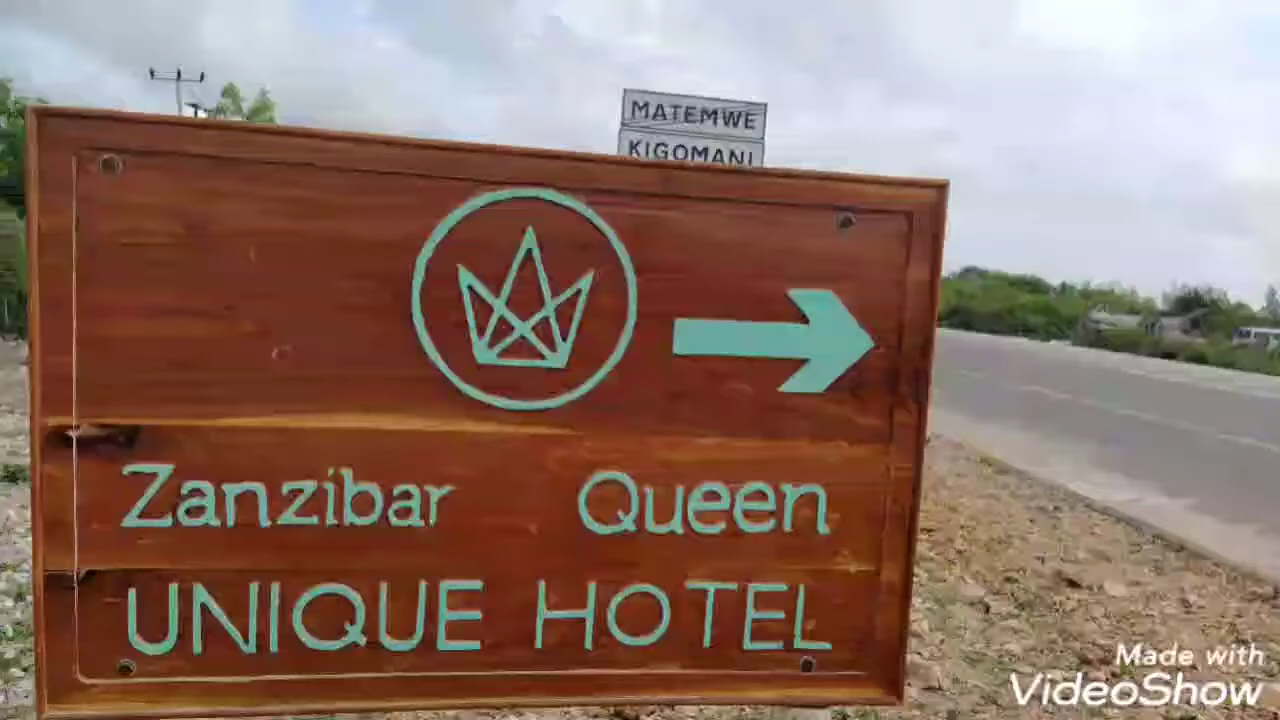 MATEMWE
KIGOMANI
Zanzibar Queen
UNIQUE HOTEL
Made with
VideoShow